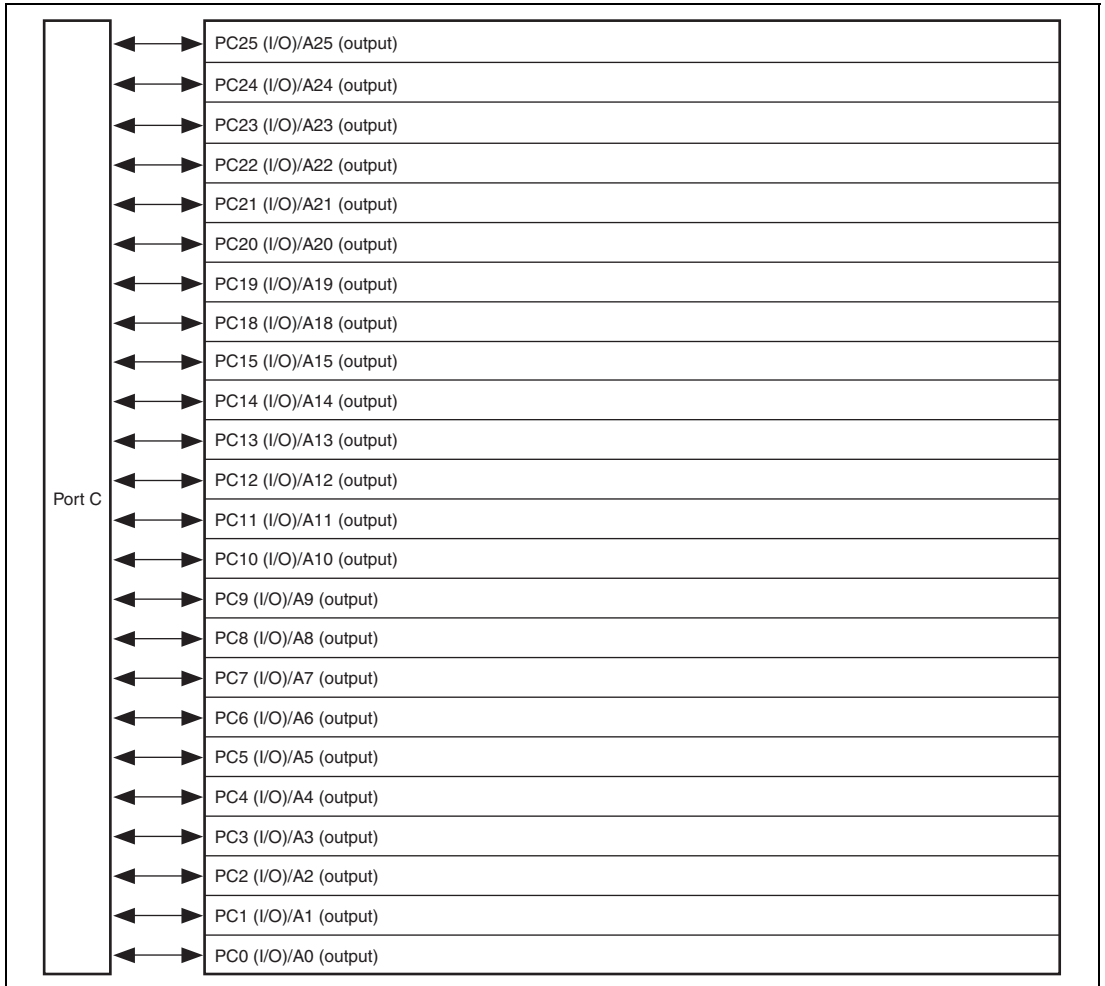 PC25 (I/O)/A25 (output)
PC24 (I/O)/A24 (output)
PC23 (I/O)/A23 (output)
PC22 (I/O)/A22 (output)
PC21 (I/O)/A21 (output)
PC20 (I/O)/A20 (output)
PC19 (I/O)/A19 (output)
PC18 (I/O)/A18 (output)
PC15 (I/O)/A15 (output)
PC14 (I/O)/A14 (output)
PC13 (I/O)/A13 (output)
PC12 (I/O)/A12 (output)
Port C
PC11 (I/O)/A11 (output)
PC10 (I/O)/A10 (output)
PC9 (I/O)/A9 (output)
PC8 (I/O)/A8 (output)
PC7 (I/O)/A7 (output)
PC6 (I/O)/A6 (output)
PC5 (I/O)/A5 (output)
PC4 (I/O)/A4 (output)
PC3 (I/O)/A3 (output)
PC2 (I/O)/A2 (output)
PC1 (I/O)/A1 (output)
PC0 (I/O)/A0 (output)